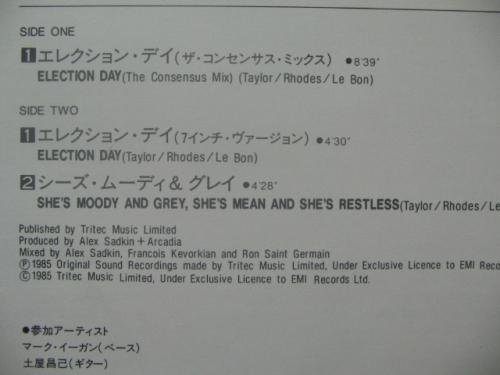 SIDE ONE
1 エレクション・デイ(ザ・コンセンサス・ミックス) ●8'39"
ELECTION DAY(The Consensus Mix) (Taylor/Rhodes/Le Bon)
SIDE TWO
1 エレクション・デイ(7インチ・ヴァージョン) ●4'30"
ELECTION DAY(Taylor/Rhodes/Le Bon)
2 シーズ・ムーディ& グレイ ●4'28"
SHE'S MOODY AND GREY, SHE'S MEAN AND SHE'S RESTLESS(Taylor/Rhodes/Le
Published by Tritec Music Limited
Produced by Alex Sadkin+Arcadia
Mixed by Alex Sadkin, Francois Kevorkian and Ron Saint Germain
Ⓟ1985 Original Sound Recordings made by Tritec Music Limited, Under Exclusive Licence to EMI Reco
Ⓒ1985 Tritec Music Limited, Under Exclusive Licence to EMI Records Ltd.
●参加アーティスト
マーク・イーガン(ベース)
土屋昌己(ギター)